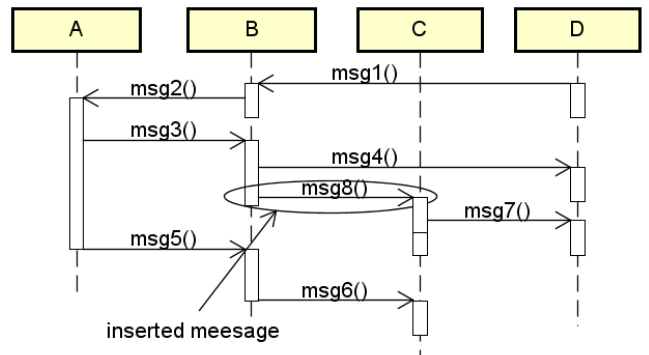 A B C D
msg1()
msg2()
msg3()
msg4()
msg8()
msg7()
msg5()
msg6()
inserted meesage